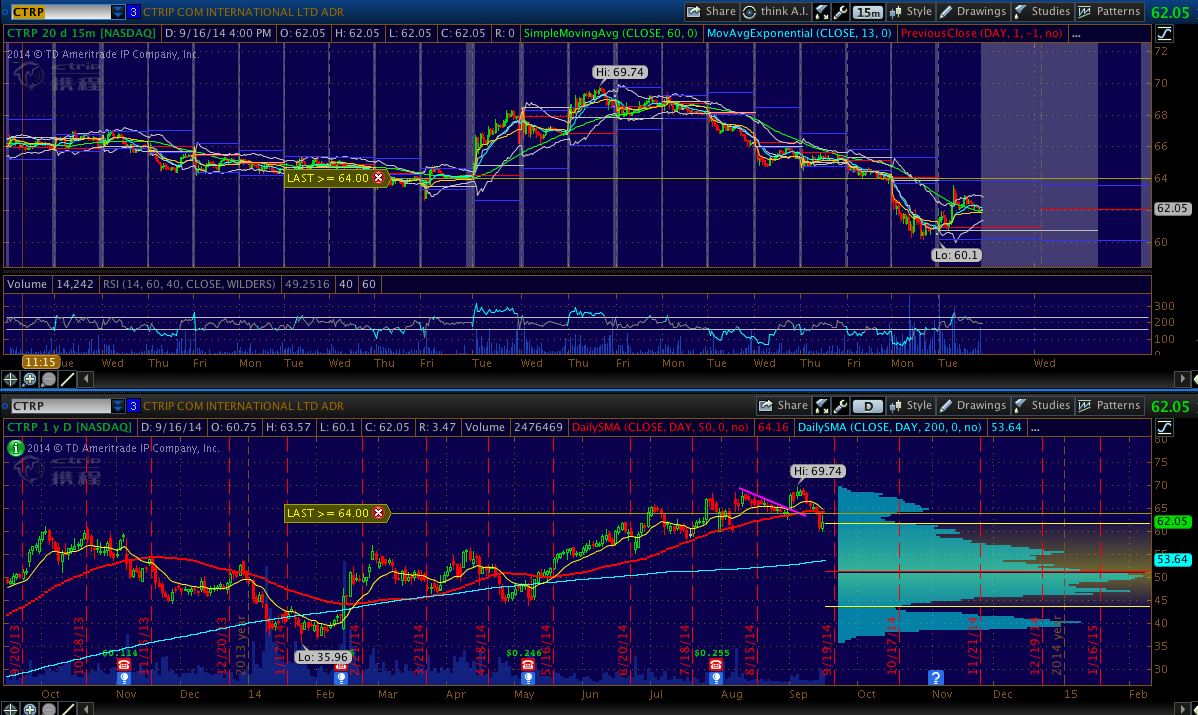 CTRP 3 CTRIP COM INTERNATIONAL LTD ADR Share think A.I. 15m Style Drawings Studies Patterns 62.05
CTRP 20 d 15m [NASDAQ] D: 9/16/14 4:00 PM O: 62.05 H: 62.05 L: 62.05 C: 62.05 R: 0 SimpleMovingAvg (CLOSE, 60, 0) MovAvgExponential (CLOSE, 13, 0) PreviousClose (DAY, 1, -1, no) ...
2014 © TD Ameritrade IP Company, Inc.
ctrip
携程
72
Hi: 69.74
70
68
66
LAST >= 64.00
64
62.05
60
Lo: 60.1
Volume 14,242 RSI (14, 60, 40, CLOSE, WILDERS) 49.2516 40 60
300
200
100
0
11:15 ue Wed Thu Fri Mon Tue Wed Thu Fri Tue Wed Thu Fri Mon Tue Wed Thu Fri Mon Tue Wed
CTRP 3 CTRIP COM INTERNATIONAL LTD ADR Share D Style Drawings Studies Patterns 62.05
CTRP 1 y D [NASDAQ] D: 9/16/14 O: 60.75 H: 63.57 L: 60.1 C: 62.05 R: 3.47 Volume 2476469 DailySMA (CLOSE, DAY, 50, 0, no) 64.16 DailySMA (CLOSE, DAY, 200, 0, no) 53.64 ...
2014 © TD Ameritrade IP Company, Inc.
ctrip
携程
80
75
Hi: 69.74
70
65
LAST >= 64.00
62.05
60
55
53.64
50
45
40
35
30
Lo: 35.96
$0.114 $0.246 $0.255
9/20/13 10/18/13 11/15/13 12/20/13 2013 year 1/17/14 2/21/14 3/21/14 4/18/14 5/16/14 6/20/14 7/18/14 8/15/14 9/19/14 10/17/14 11/21/14 12/19/14 2014 year 1/16/15
?
Oct Nov Dec 14 Feb Mar Apr May Jun Jul Aug Sep Oct Nov Dec 15 Feb